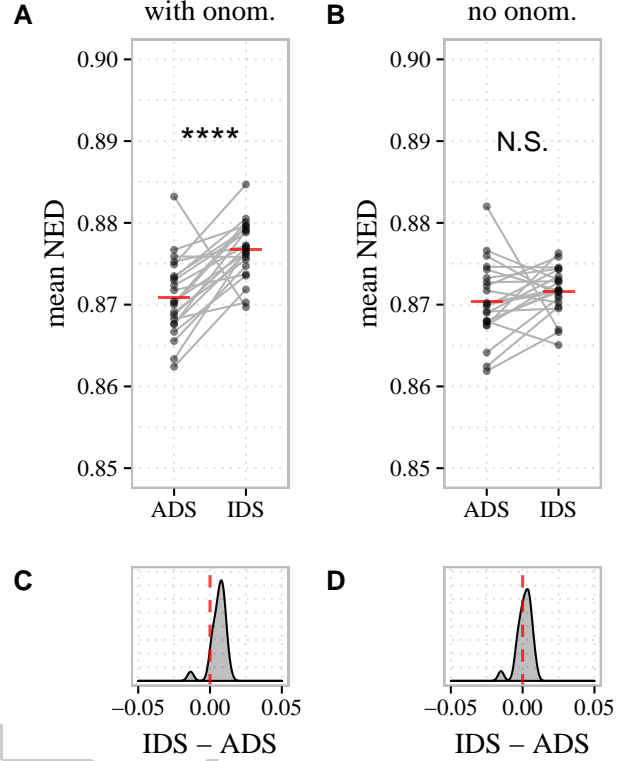 A with onom.
B no onom.
0.90
0.89
0.88
0.87
0.86
0.85
mean NED
****
ADS IDS
0.90
0.89
0.88
0.87
0.86
0.85
mean NED
N.S.
ADS IDS
C
−0.05 0.00 0.05
IDS − ADS
D
−0.05 0.00 0.05
IDS − ADS